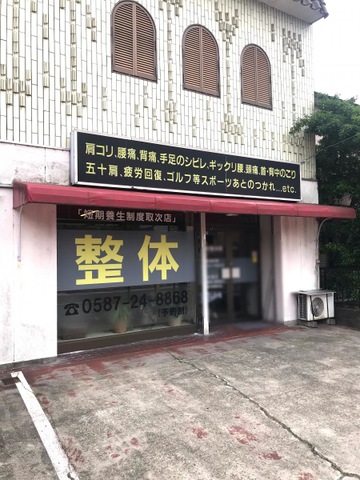 肩コリ、腰痛、背痛、手足のシビレ、ギックリ腰、頭痛、首・背中のこり
五十肩、疲労回復、ゴルフ等スポーツあとのつかれ....etc.
「短期養生制度取次店」
整体
☎0587-24-8868
(予約制)